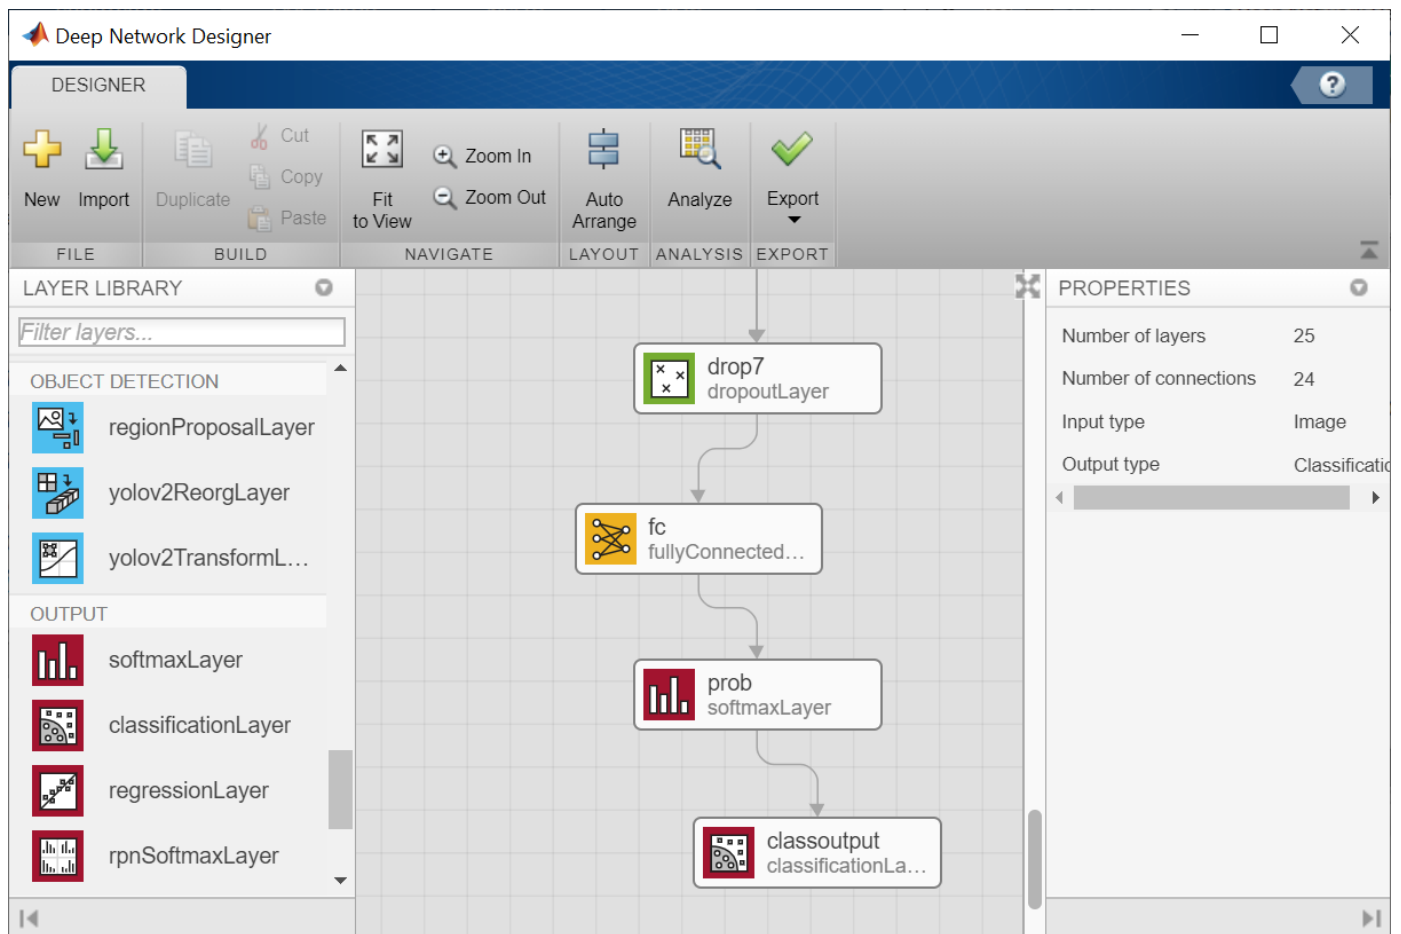 Deep Network Designer
DESIGNER
?
New
Import
Duplicate
Cut
Copy
Paste
Fit
to View
Zoom In
Zoom Out
Auto
Arrange
Analyze
Export
FILE
BUILD
NAVIGATE
LAYOUT
ANALYSIS
EXPORT
LAYER LIBRARY
Filter layers...
OBJECT DETECTION
regionProposalLayer
yolov2ReorgLayer
yolov2TransformL...
OUTPUT
softmaxLayer
classificationLayer
regressionLayer
rpnSoftmaxLayer
drop7
dropoutLayer
fc
fullyConnected...
prob
softmaxLayer
classoutput
classificationLa...
PROPERTIES
Number of layers 25
Number of connections 24
Input type Image
Output type Classificatio